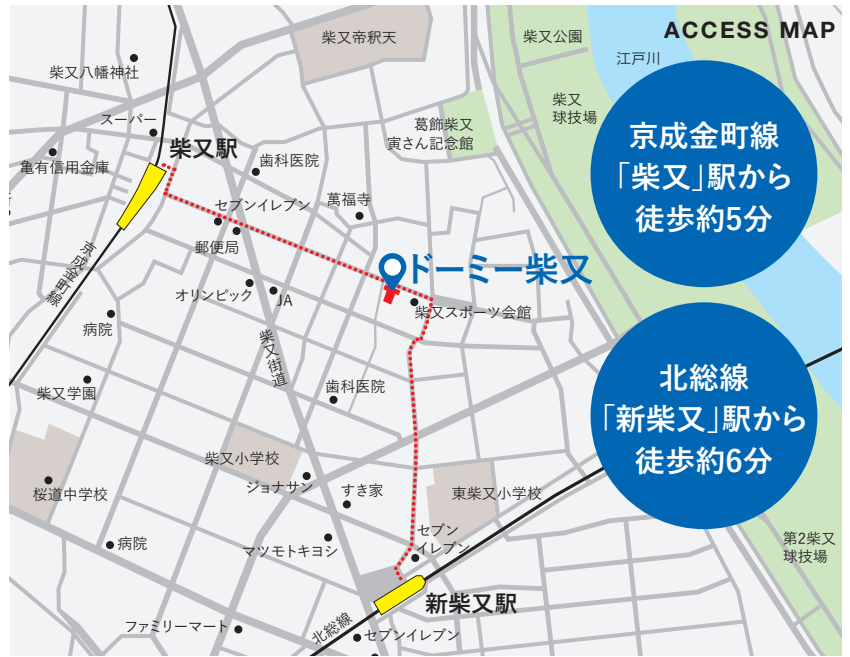 ACCESS MAP
柴又帝釈天
柴又公園
江戸川
柴又八幡神社
柴又
球技場
スーパー
葛飾柴又
寅さん記念館
柴又駅
歯科医院
亀有信用金庫
京成金町線
「柴又」駅から
徒歩約5分
セブンイレブン
萬福寺
郵便局
京成金町線
ドーミー柴又
オリンピック
JA
柴又スポーツ会館
病院
柴又街道
柴又学園
歯科医院
北総線
「新柴又」駅から
徒歩約6分
柴又小学校
ジョナサン
すき家
東柴又小学校
桜道中学校
セブン
イレブン
病院
マツモトキヨシ
第2柴又
球技場
新柴又駅
ファミリーマート
北総線
セブンイレブン